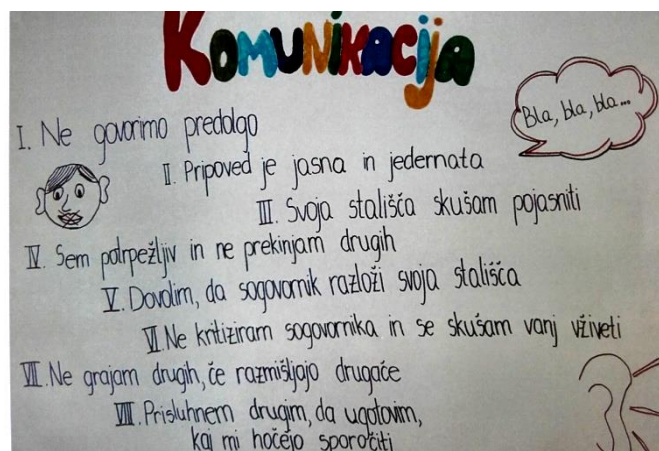 Komunikacija
Bla, bla, bla...
I. Ne govorimo predolgo
II. Pripoved je jasna in jedernata
III. Svoja stališča skušam pojasniti
IV. Sem potrpežljiv in ne prekinjam drugih
V. Dovolim, da sogovornik razloži svoja stališča
VI. Ne kritiziram sogovornika in se skušam vanj vživeti
VII. Ne grajam drugih, če razmišljajo drugače
VIII. Prisluhnem drugim, da ugotovim,
kaj mi hočejo sporočiti